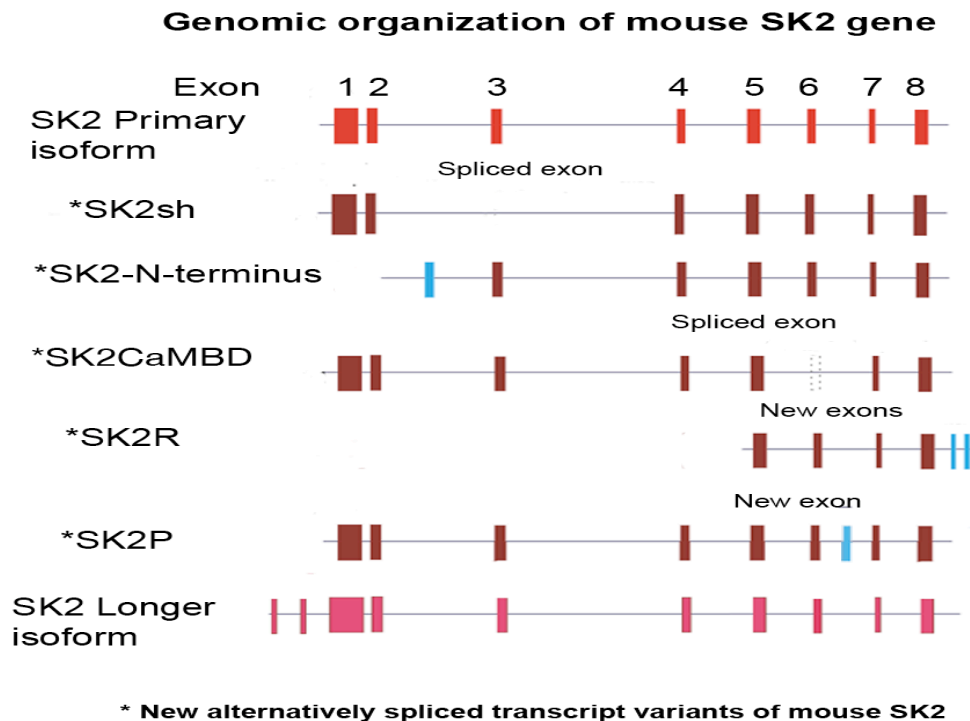 Genomic organization of mouse SK2 gene
Exon 1 2 3 4 5 6 7 8
SK2 Primary
isoform
Spliced exon
*SK2sh
*SK2-N-terminus
Spliced exon
*SK2CaMBD
New exons
*SK2R
New exon
*SK2P
SK2 Longer
isoform
* New alternatively spliced transcript variants of mouse SK2